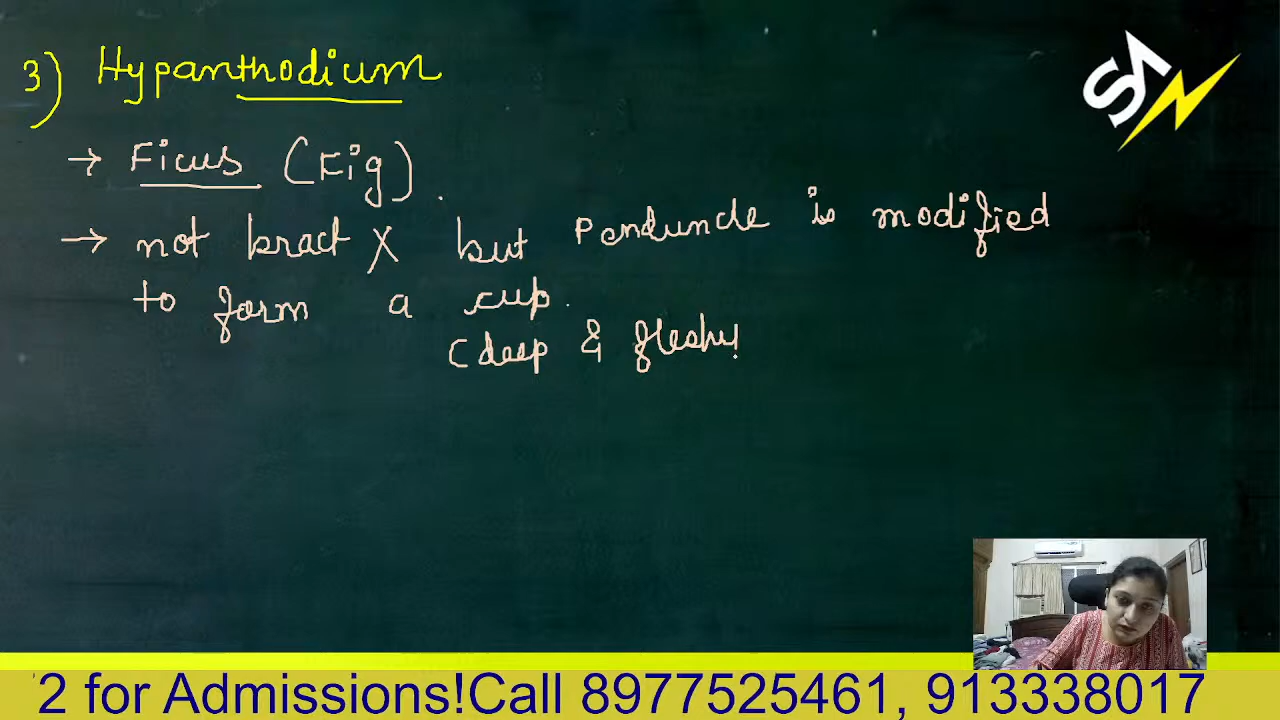 3) Hypanthodium
→ Ficus (Fig).
→ not bract X but Penduncle is modified
to form a cup.
(deep & fleshy
SAN
'2 for Admissions!Call 8977525461, 913338017